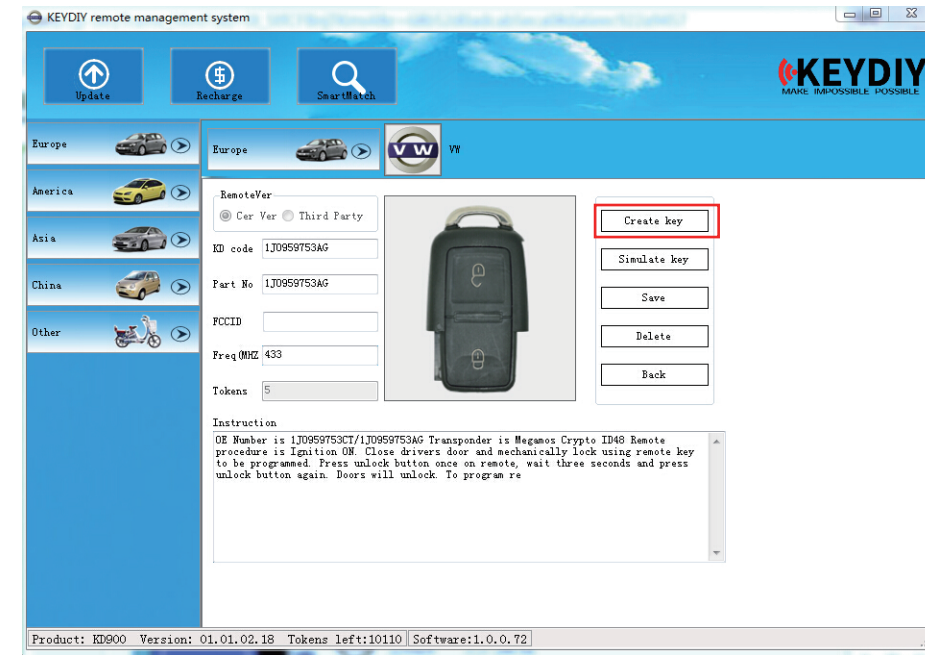 KEYDIY remote management system
Update
Recharge
SmartMatch
KEYDIY
MAKE IMPOSSIBLE POSSIBLE
Europe
America
Asia
China
Other
Europe
VW
VW
RemoteVer
Cer Ver Third Party
KD code 1J0959753AG
Part No 1J0959753AG
FCCID
Freq(MHZ 433
Tokens 5
Create key
Simulate key
Save
Delete
Back
Instruction
OE Number is 1J0959753CT/1J0959753AG Transponder is Megamos Crypto ID48 Remote
procedure is Ignition ON. Close drivers door and mechanically lock using remote key
to be programmed. Press unlock button once on remote, wait three seconds and press
unlock button again. Doors will unlock. To program re
Product: KD900 Version: 01.01.02.18 Tokens left:10110 Software:1.0.0.72